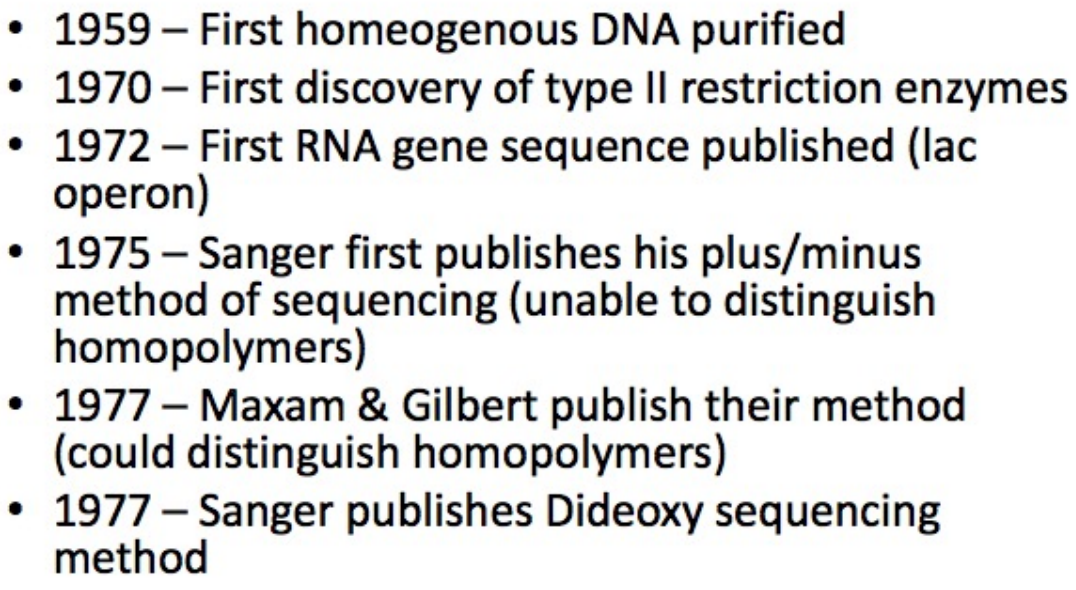 • 1959 – First homeogenous DNA purified
• 1970 – First discovery of type II restriction enzymes
• 1972 – First RNA gene sequence published (lac
operon)
• 1975 – Sanger first publishes his plus/minus
method of sequencing (unable to distinguish
homopolymers)
• 1977 – Maxam & Gilbert publish their method
(could distinguish homopolymers)
• 1977 – Sanger publishes Dideoxy sequencing
method